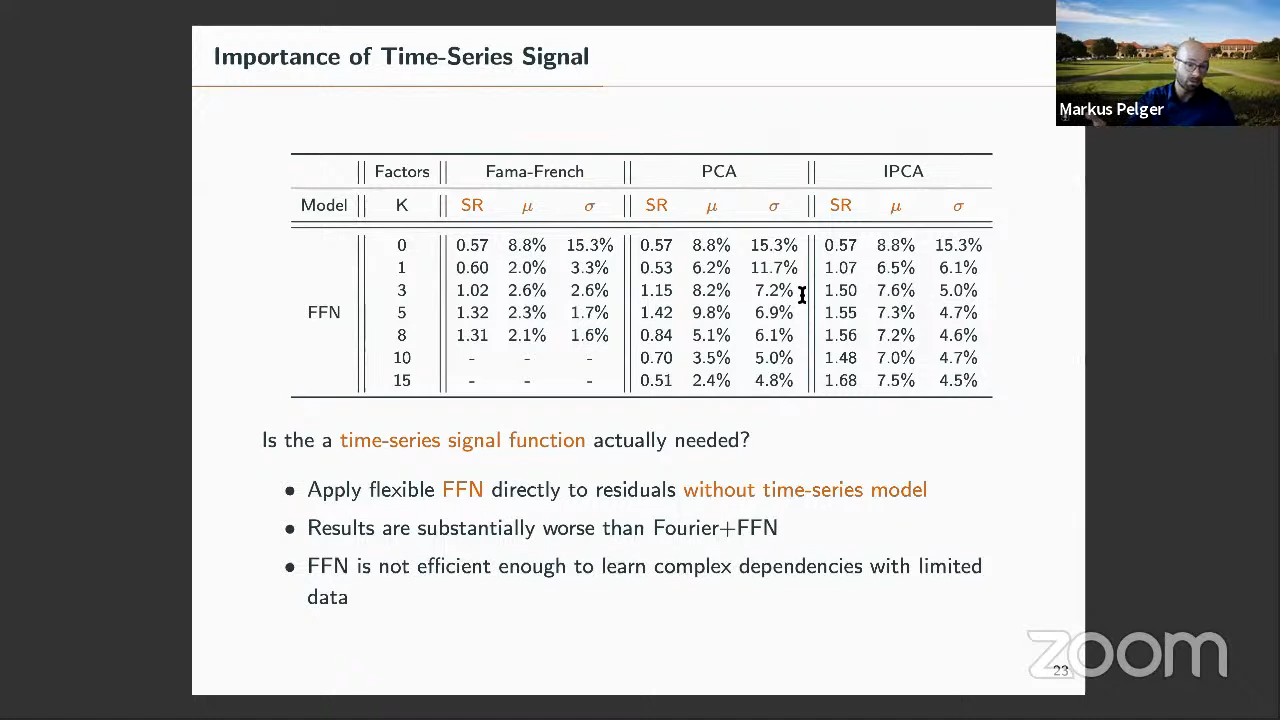 Importance of Time-Series Signal
Markus Pelger
Factors Fama-French PCA IPCA
Model K SR μ σ SR μ σ SR μ σ
0 0.57 8.8% 15.3% 0.57 8.8% 15.3% 0.57 8.8% 15.3%
1 0.60 2.0% 3.3% 0.53 6.2% 11.7% 1.07 6.5% 6.1%
3 1.02 2.6% 2.6% 1.15 8.2% 7.2% 1.50 7.6% 5.0%
FFN 5 1.32 2.3% 1.7% 1.42 9.8% 6.9% 1.55 7.3% 4.7%
8 1.31 2.1% 1.6% 0.84 5.1% 6.1% 1.56 7.2% 4.6%
10 - - - 0.70 3.5% 5.0% 1.48 7.0% 4.7%
15 - - - 0.51 2.4% 4.8% 1.68 7.5% 4.5%
Is the a time-series signal function actually needed?
• Apply flexible FFN directly to residuals without time-series model
• Results are substantially worse than Fourier+FFN
• FFN is not efficient enough to learn complex dependencies with limited
data
zoom
23